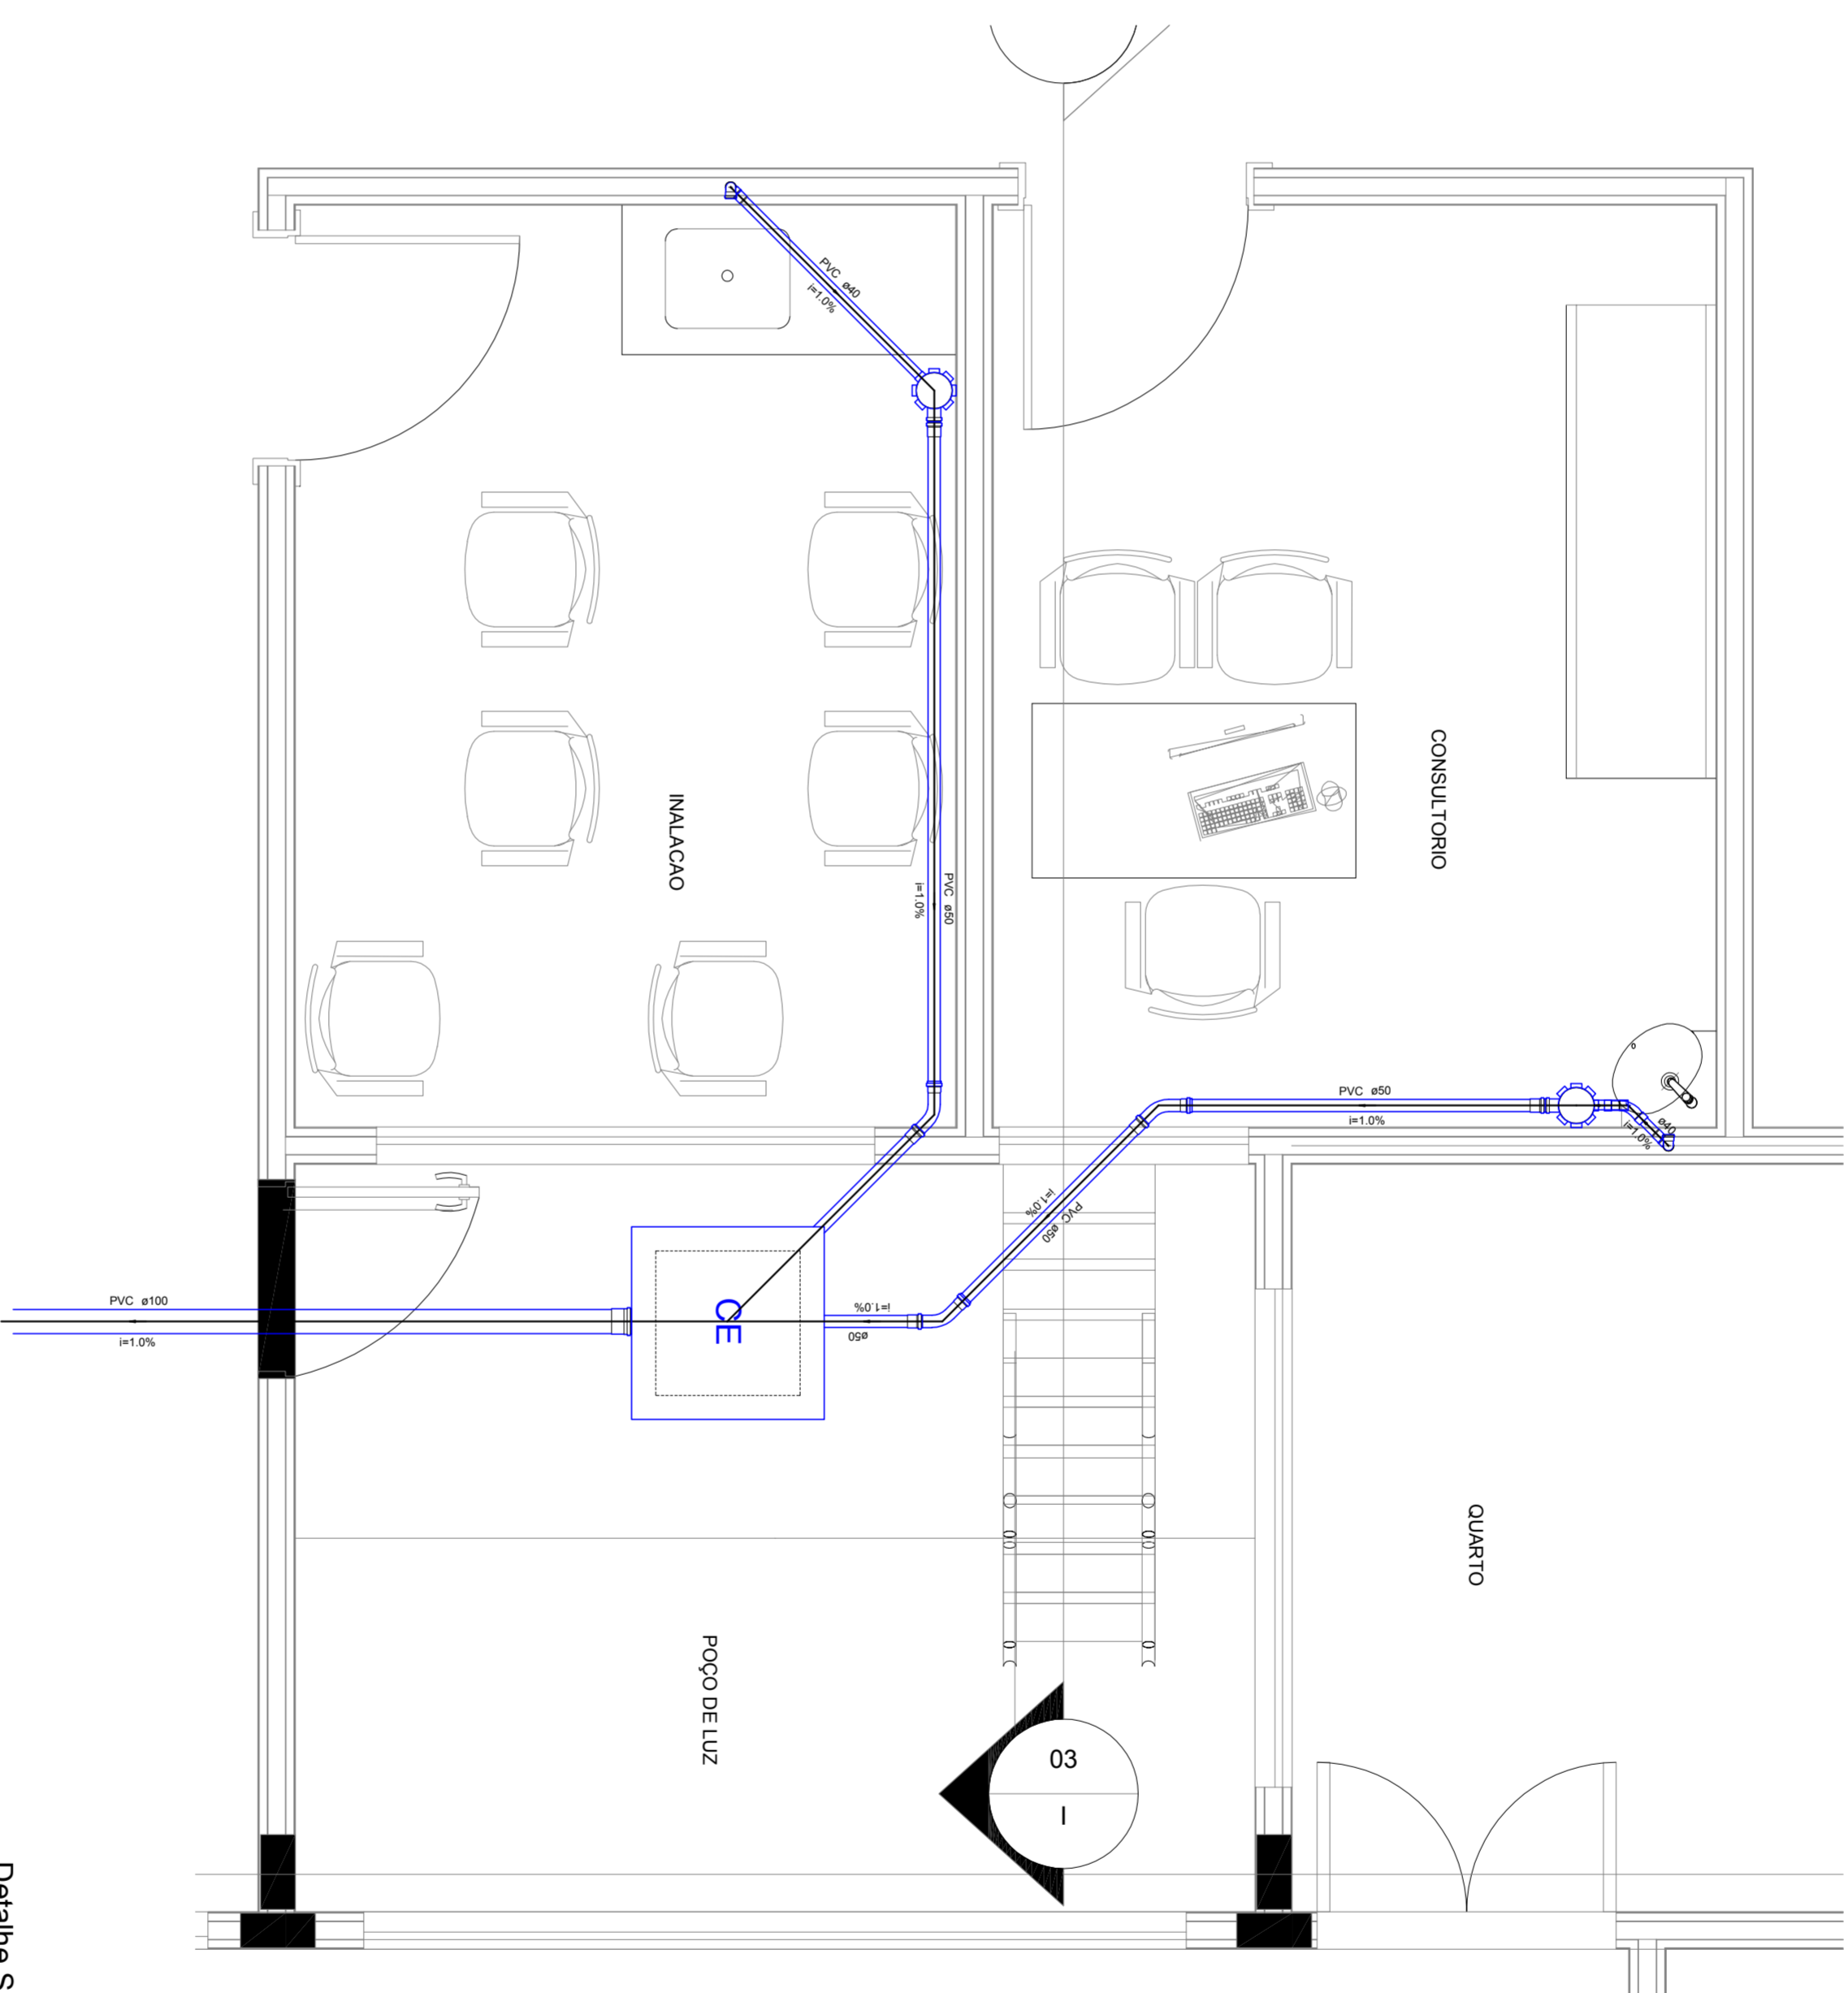 PVC ø40
i=1.0%
CONSULTORIO
INALACAO
PVC ø50
i=1.0%
PVC ø50
i=1.0%
ø40
i=1.0%
i=1.0%
PVC ø50
PVC ø100
i=1.0%
CE
i=1.0%
ø50
QUARTO
POÇO DE LUZ
03
I
Detalhe S